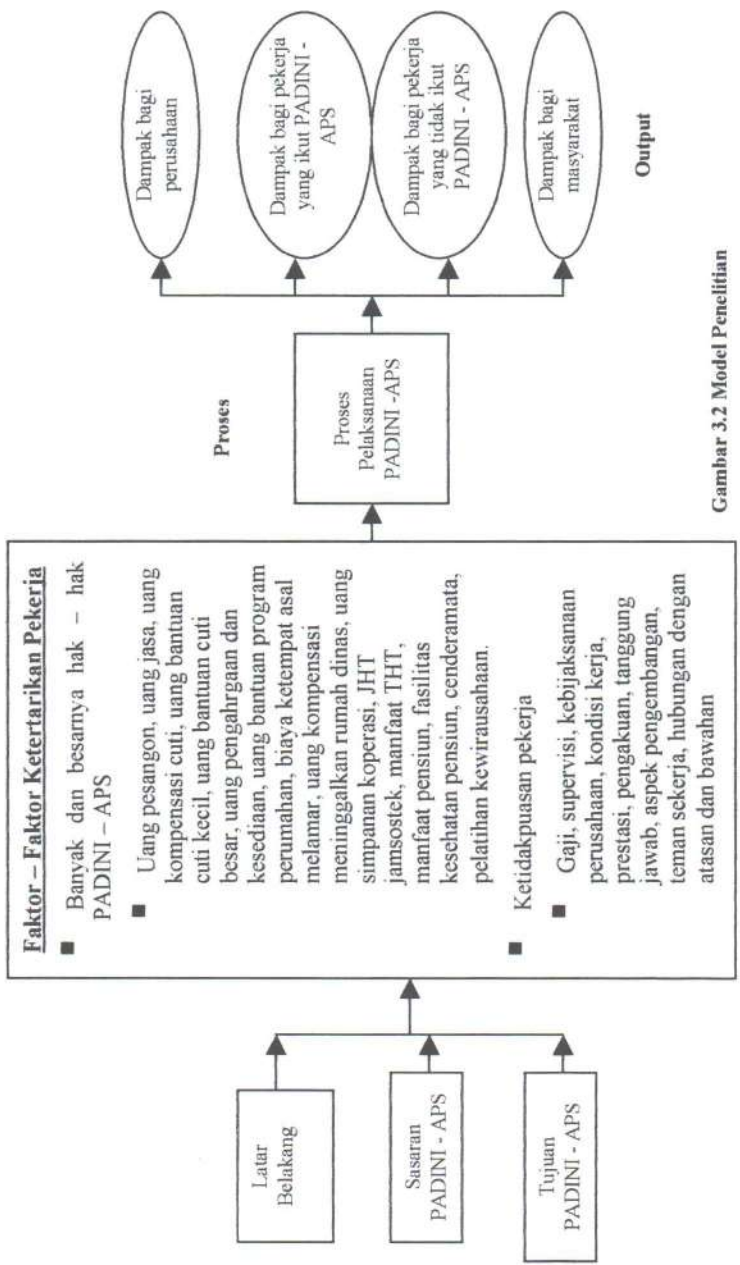 Latar
Belakang
Sasaran
PADINI - APS
Tujuan
PADINI - APS
Faktor – Faktor Ketertarikan Pekerja
■ Banyak dan besarnya hak – hak
PADINI – APS
■ Uang pesangon, uang jasa, uang
kompensasi cuti, uang bantuan
cuti kecil, uang bantuan cuti
besar, uang pengahrgaan dan
kesediaan, uang bantuan program
perumahan, biaya ketempat asal
melamar, uang kompensasi
meninggalkan rumah dinas, uang
simpanan koperasi, JHT
jamsostek, manfaat THT,
manfaat pensiun, fasilitas
kesehatan pensiun, cenderamata,
pelatihan kewirausahaan.
■ Ketidakpuasan pekerja
■ Gaji, supervisi, kebijaksanaan
perusahaan, kondisi kerja,
prestasi, pengakuan, tanggung
jawab, aspek pengembangan,
teman sekerja, hubungan dengan
atasan dan bawahan
Proses
Proses
Pelaksanaan
PADINI -APS
Dampak bagi
perusahaan
Dampak bagi pekerja
yang ikut PADINI -
APS
Dampak bagi pekerja
yang tidak ikut
PADINI - APS
Dampak bagi
masyarakat
Output
Gambar 3.2 Model Penelitian